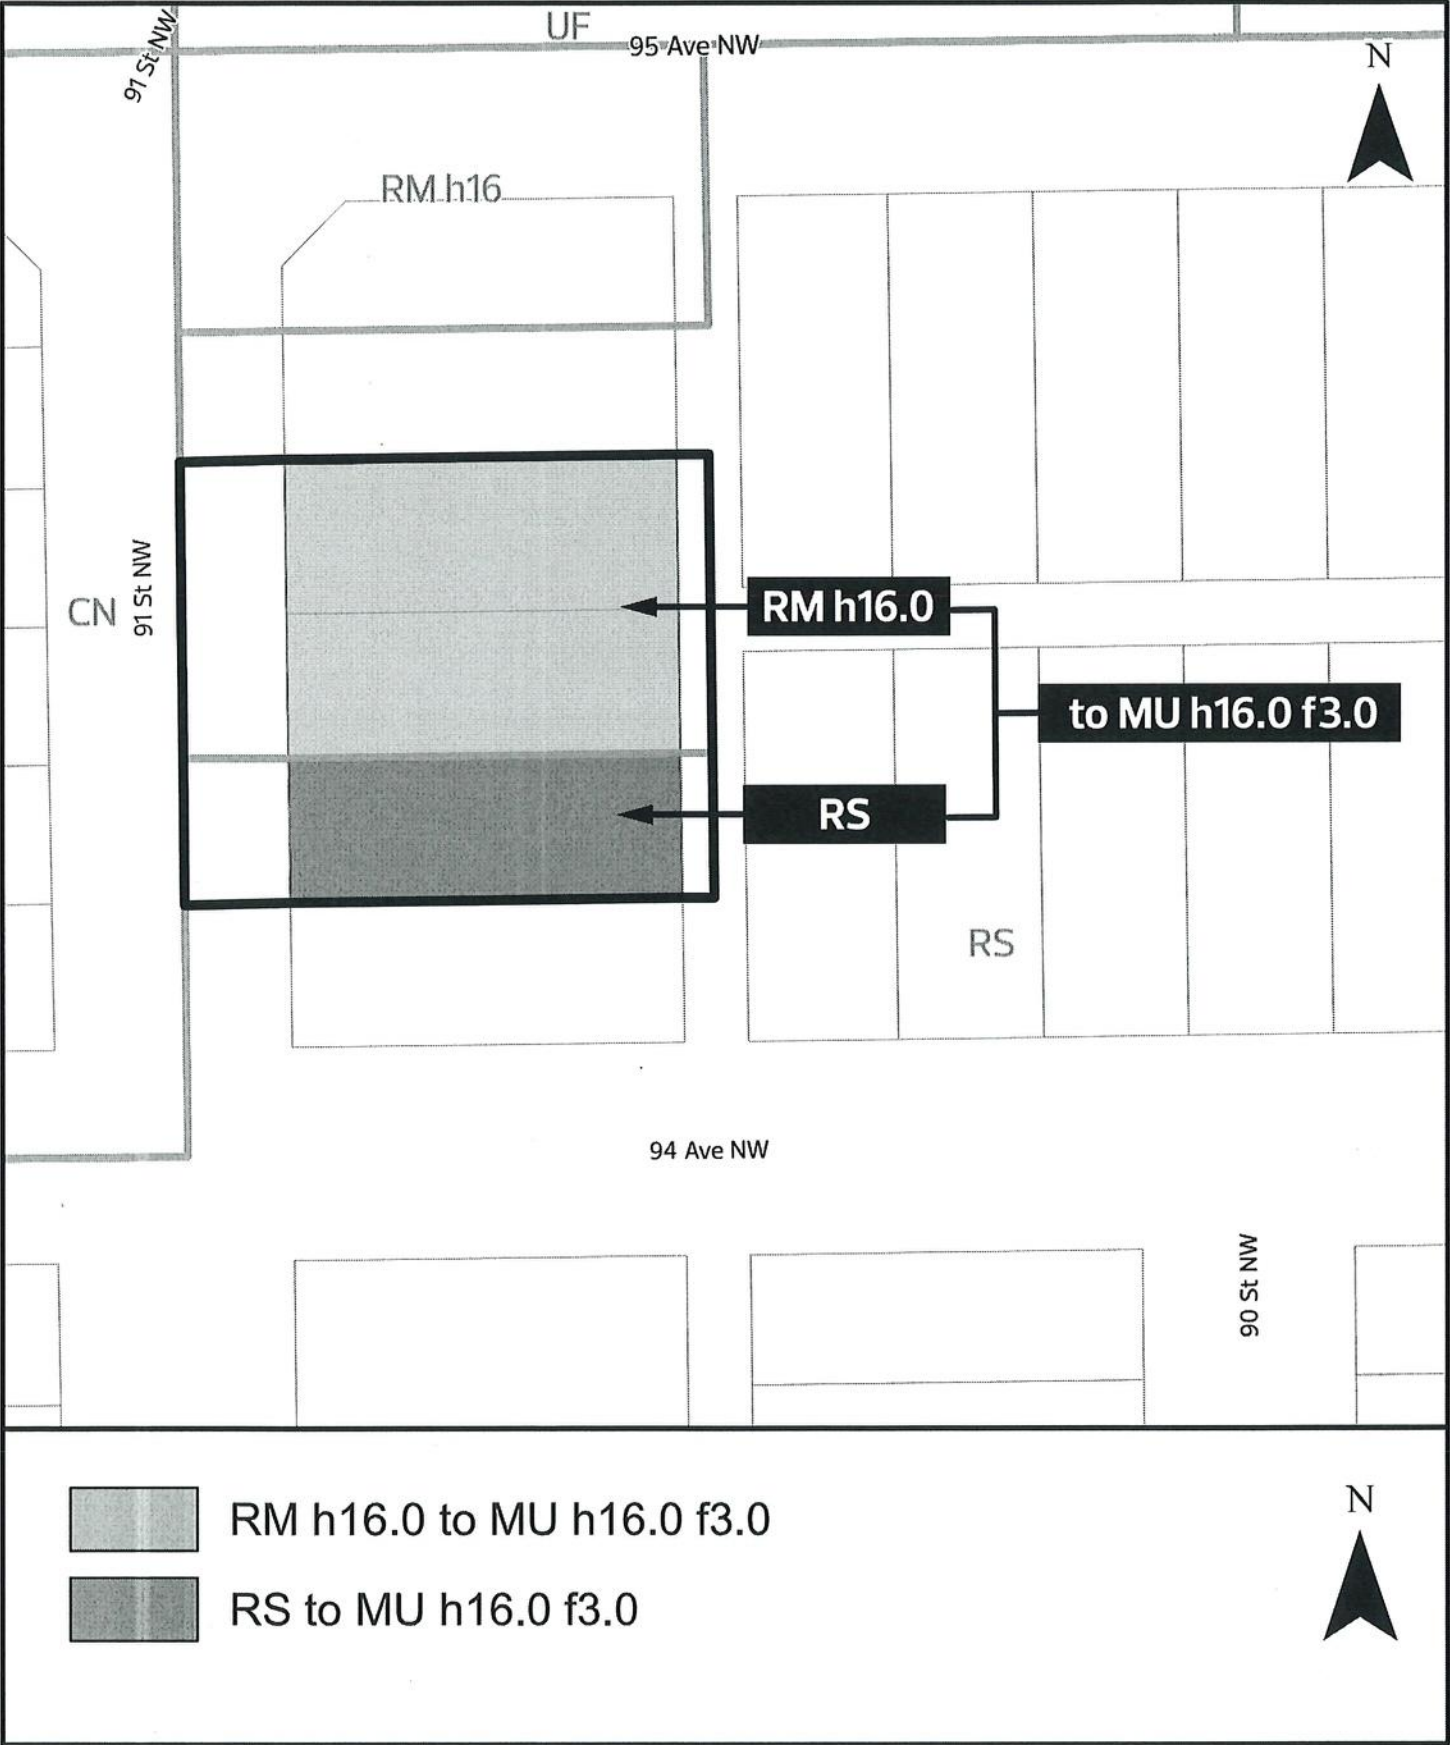 UF
95 Ave NW
91 St NW
N
RM h16
CN
91 St NW
RM h16.0
to MU h16.0 f3.0
RS
RS
94 Ave NW
90 St NW
RM h16.0 to MU h16.0 f3.0
RS to MU h16.0 f3.0
N